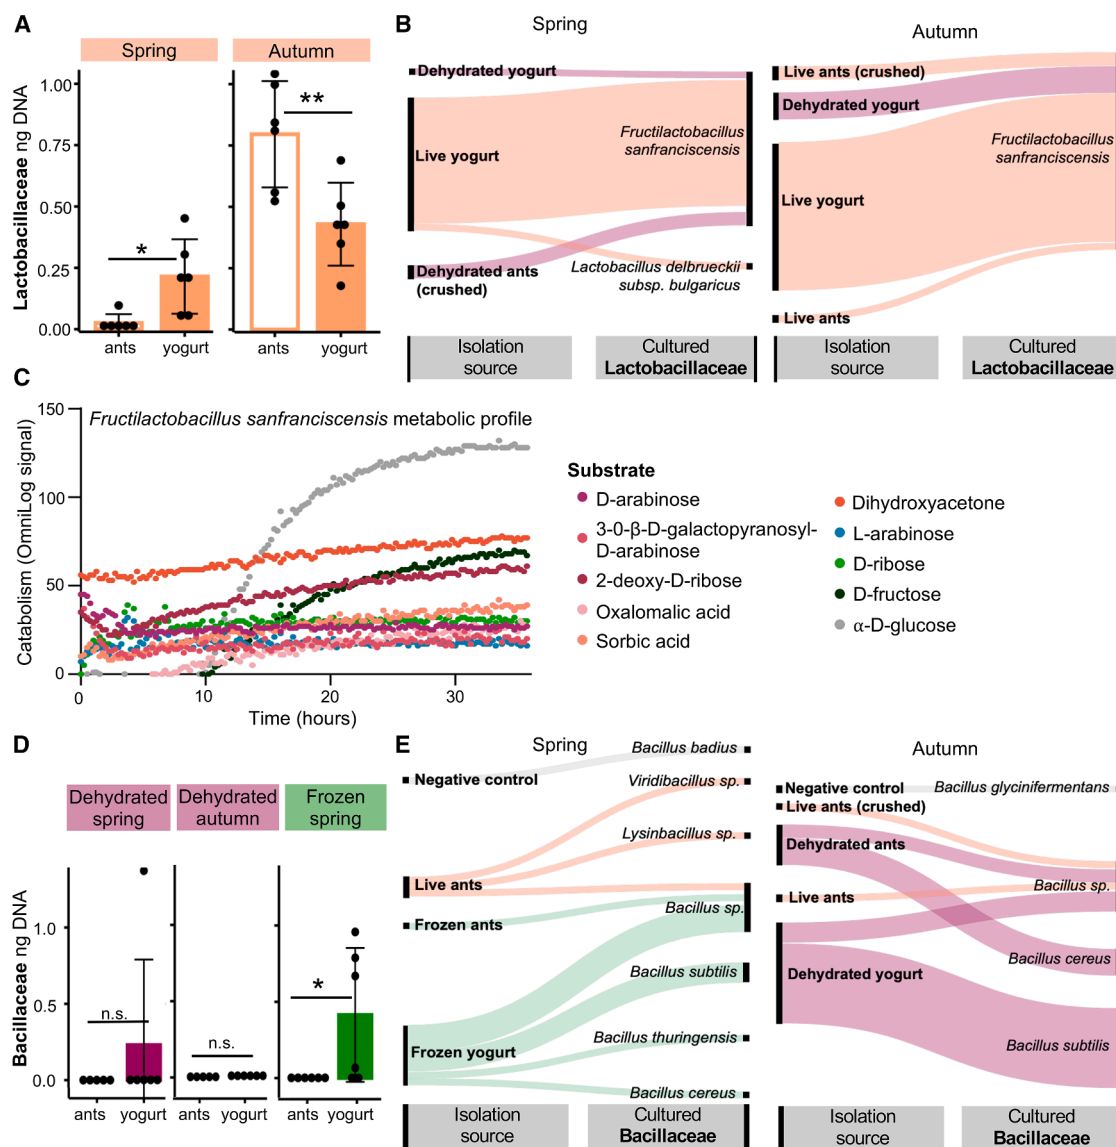 A
Spring
Autumn
Lactobacillaceae ng DNA
1.00
0.75
0.50
0.25
0.00
*
**
ants
yogurt
ants
yogurt
B
Spring
Autumn
Dehydrated yogurt
Live yogurt
Dehydrated ants
(crushed)
Fructilactobacillus
sanfranciscensis
Lactobacillus delbrueckii
subsp. bulgaricus
Isolation
source
Cultured
Lactobacillaceae
Live ants (crushed)
Dehydrated yogurt
Live yogurt
Live ants
Fructilactobacillus
sanfranciscensis
Isolation
source
Cultured
Lactobacillaceae
C
Fructilactobacillus sanfranciscensis metabolic profile
Catabolism (OmniLog signal)
150
100
50
0
0
10
20
30
Time (hours)
Substrate
D-arabinose
3-0-β-D-galactopyranosyl-
D-arabinose
2-deoxy-D-ribose
Oxalomalic acid
Sorbic acid
Dihydroxyacetone
L-arabinose
D-ribose
D-fructose
α-D-glucose
D
Dehydrated
spring
Dehydrated
autumn
Frozen
spring
Bacillaceae ng DNA
1.0
0.5
0.0
n.s.
n.s.
*
ants
yogurt
ants
yogurt
ants
yogurt
E
Spring
Autumn
Negative control
Live ants
Frozen ants
Frozen yogurt
Bacillus badius
Viridibacillus sp.
Lysinbacillus sp.
Bacillus sp.
Bacillus subtilis
Bacillus thuringensis
Bacillus cereus
Isolation
source
Cultured
Bacillaceae
Negative control
Live ants (crushed)
Dehydrated ants
Live ants
Dehydrated yogurt
Bacillus glycinifermentans
Bacillus sp.
Bacillus cereus
Bacillus subtilis
Isolation
source
Cultured
Bacillaceae